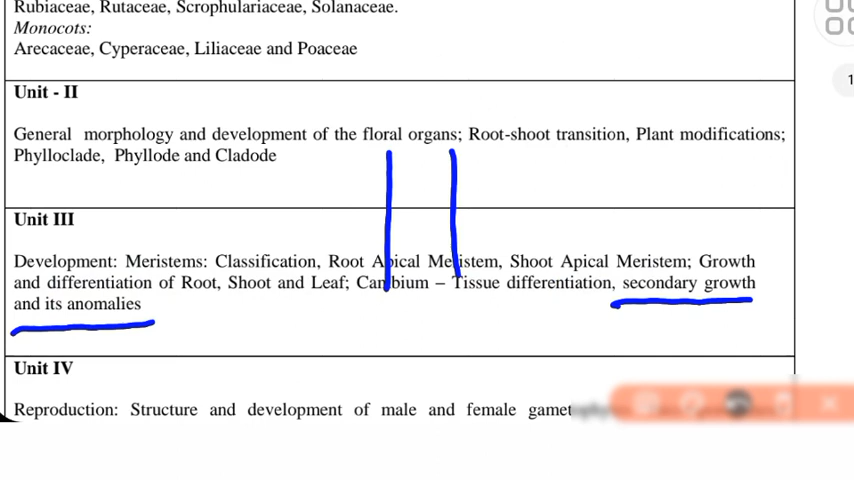 Rubiaceae, Rutaceae, Scrophulariaceae, Solanaceae.
Monocots:
Arecaceae, Cyperaceae, Liliaceae and Poaceae
Unit - II
General morphology and development of the floral organs; Root-shoot transition, Plant modifications;
Phylloclade, Phyllode and Cladode
Unit III
Development: Meristems: Classification, Root Apical Meristem, Shoot Apical Meristem; Growth
and differentiation of Root, Shoot and Leaf; Cambium – Tissue differentiation, secondary growth
and its anomalies
Unit IV
Reproduction: Structure and development of male and female
1